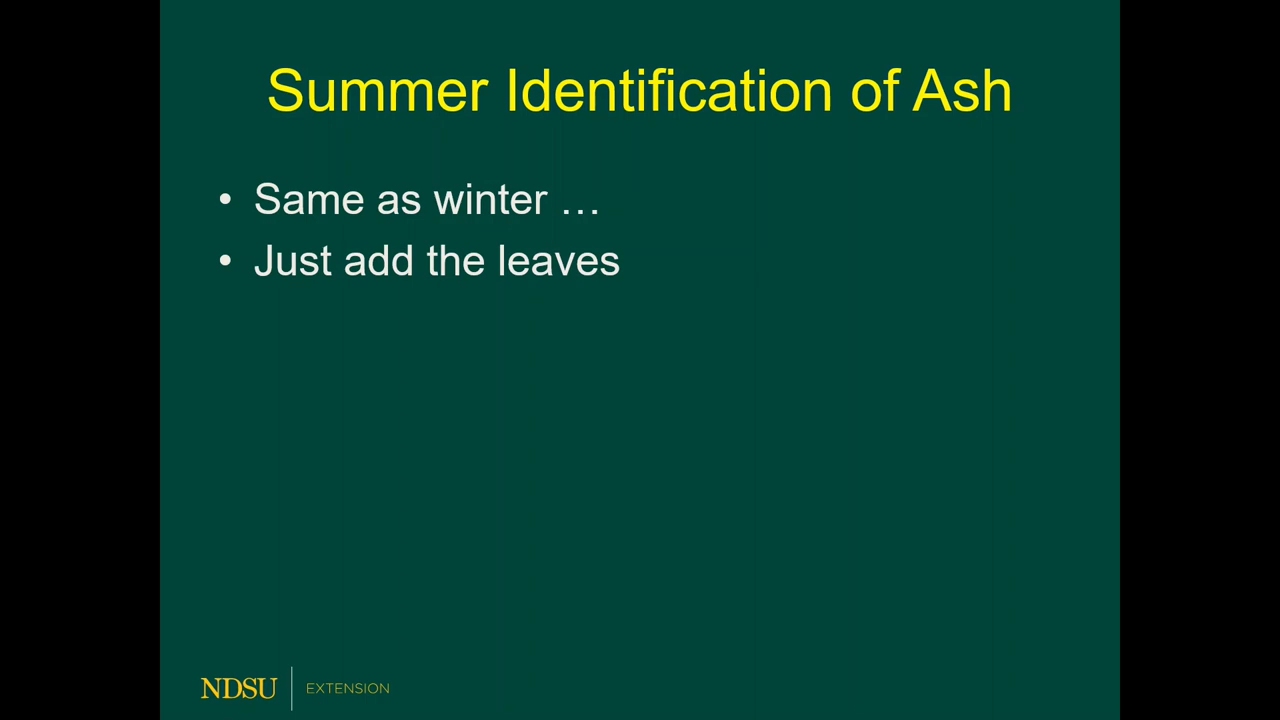 Summer Identification of Ash
• Same as winter …
• Just add the leaves
NDSU | EXTENSION